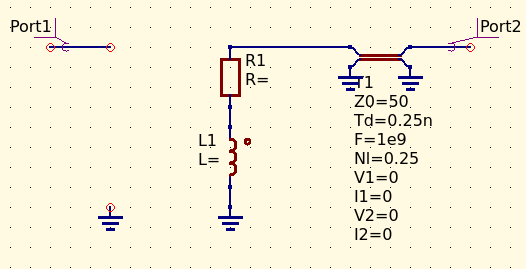 Port1
Port2
R1
R=
L1
L=
T1
Z0=50
Td=0.25n
F=1e9
Nl=0.25
V1=0
I1=0
V2=0
I2=0